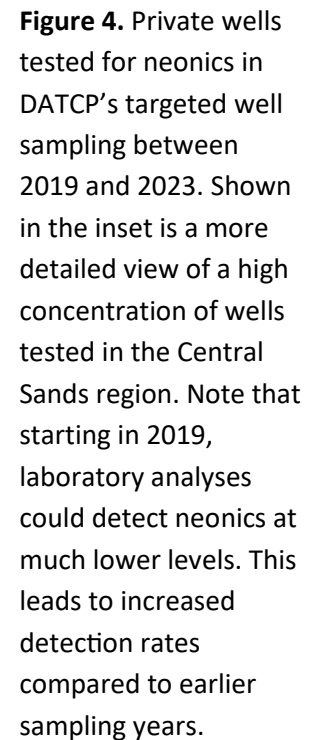 Figure 4. Private wells
tested for neonics in
DATCP’s targeted well
sampling between
2019 and 2023. Shown
in the inset is a more
detailed view of a high
concentration of wells
tested in the Central
Sands region. Note that
starting in 2019,
laboratory analyses
could detect neonics at
much lower levels. This
leads to increased
detection rates
compared to earlier
sampling years.